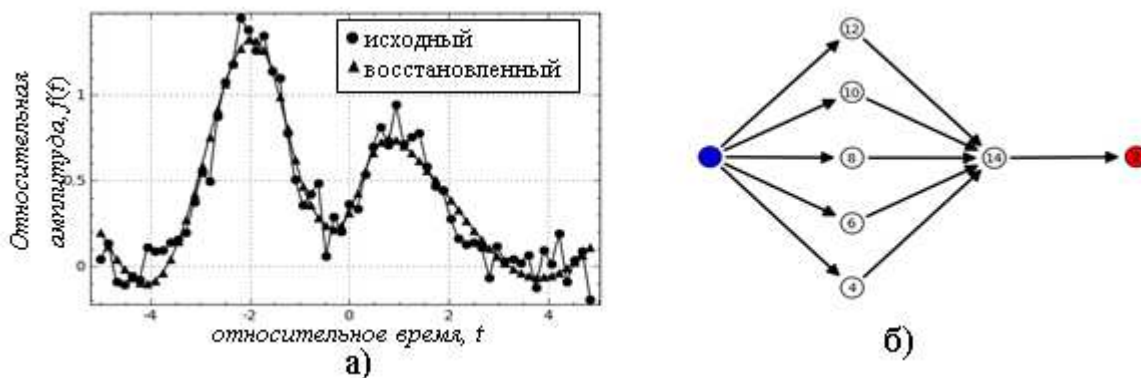 исходный
восстановленный
Относительная
амплитуда, f(t)
1
0.5
0
-4
-2
0
2
4
относительное время, t
а)
12
10
8
14
6
4
б)